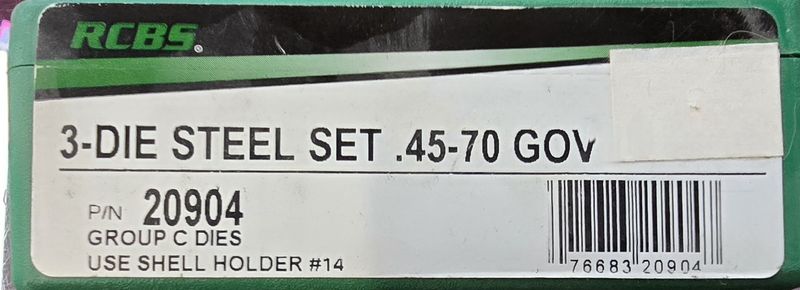 RCBS®
3-DIE STEEL SET .45-70 GOV
P/N 20904
GROUP C DIES
USE SHELL HOLDER #14
76683 20904